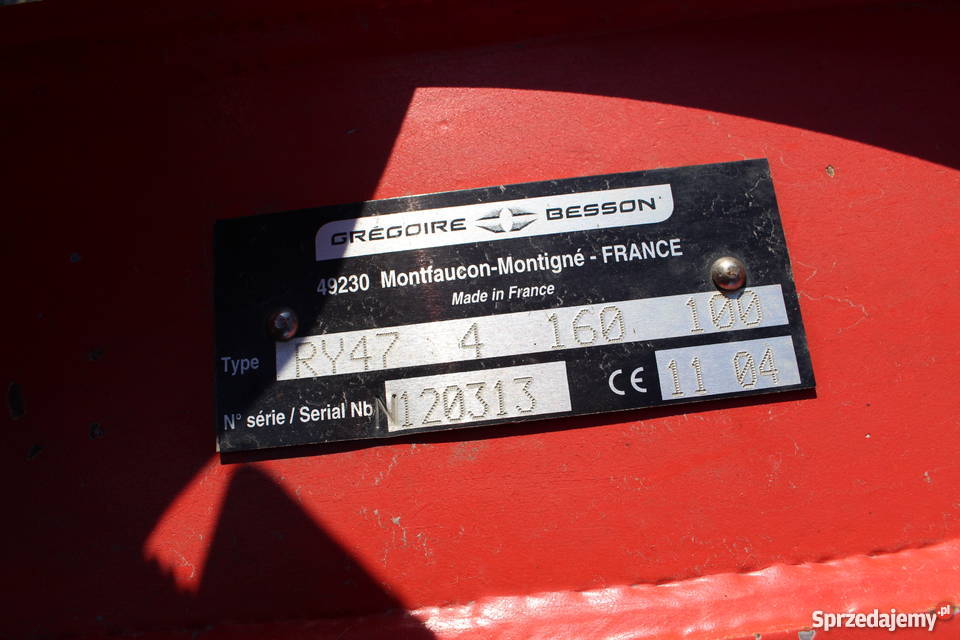 GRÉGOIRE BESSON
49230 Montfaucon-Montigné - FRANCE
Made in France
Type RY47 4 160 100
N° série / Serial Nb N120313 CE 11 04
Sprzedajemy.pl